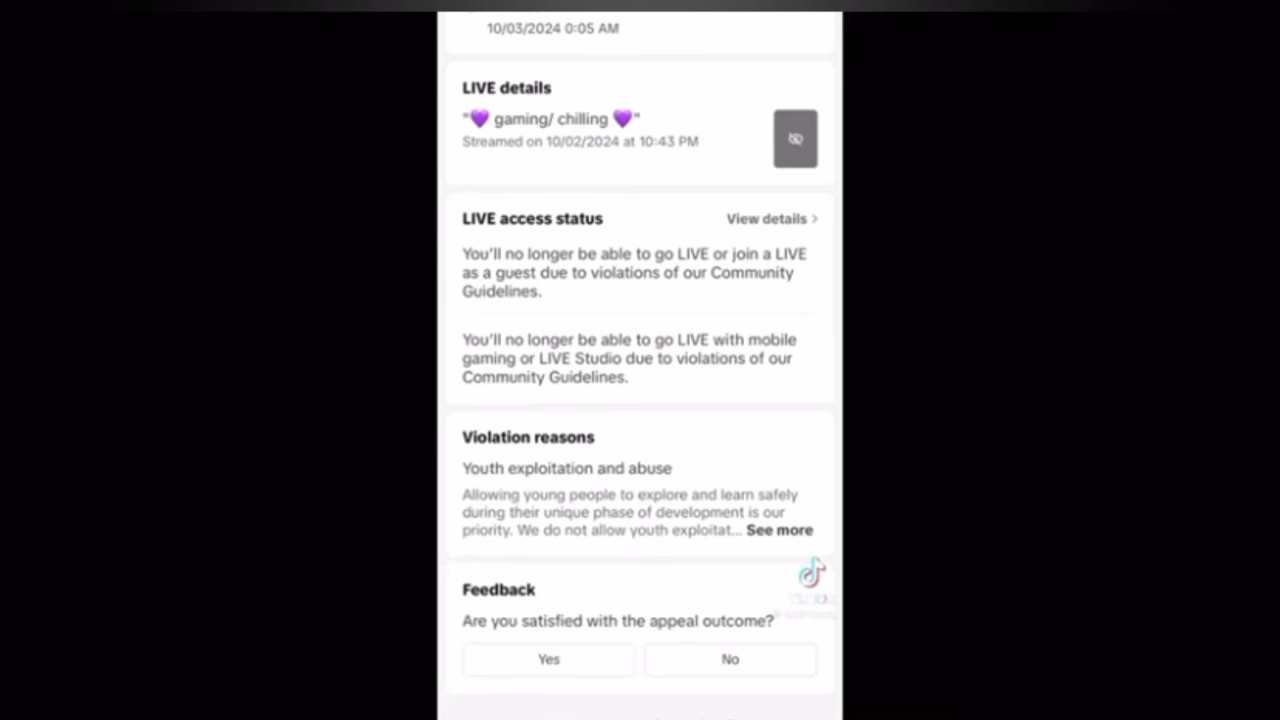 10/03/2024 0:05 AM
LIVE details
"💜 gaming/ chilling 💜"
Streamed on 10/02/2024 at 10:43 PM
LIVE access status
View details >
You'll no longer be able to go LIVE or join a LIVE
as a guest due to violations of our Community
Guidelines.
You'll no longer be able to go LIVE with mobile
gaming or LIVE Studio due to violations of our
Community Guidelines.
Violation reasons
Youth exploitation and abuse
Allowing young people to explore and learn safely
during their unique phase of development is our
priority. We do not allow youth exploitat... See more
Feedback
Are you satisfied with the appeal outcome?
Yes
No